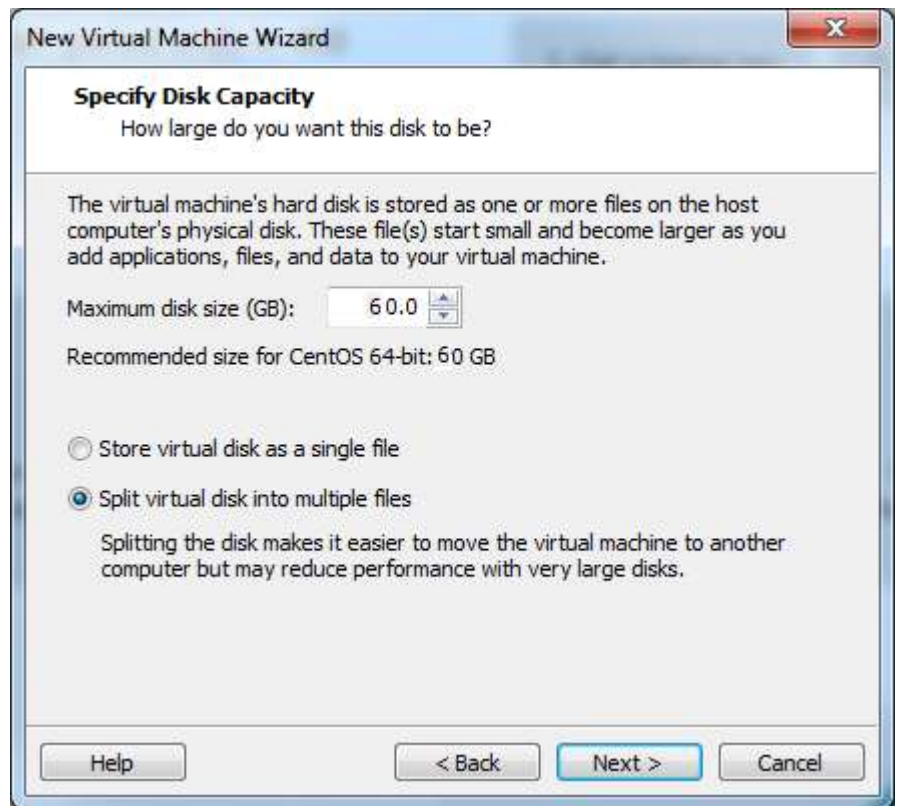 New Virtual Machine Wizard
Specify Disk Capacity
How large do you want this disk to be?
The virtual machine's hard disk is stored as one or more files on the host
computer's physical disk. These file(s) start small and become larger as you
add applications, files, and data to your virtual machine.
Maximum disk size (GB): 60.0
Recommended size for CentOS 64-bit: 60 GB
Store virtual disk as a single file
Split virtual disk into multiple files
Splitting the disk makes it easier to move the virtual machine to another
computer but may reduce performance with very large disks.
Help < Back Next > Cancel